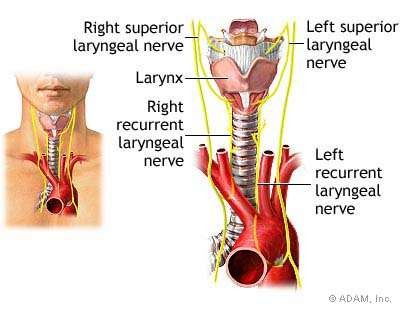 Right superior
laryngeal nerve
Larynx
Right
recurrent
laryngeal
nerve
Left superior
laryngeal
nerve
Left
recurrent
laryngeal
nerve
© ADAM, Inc.